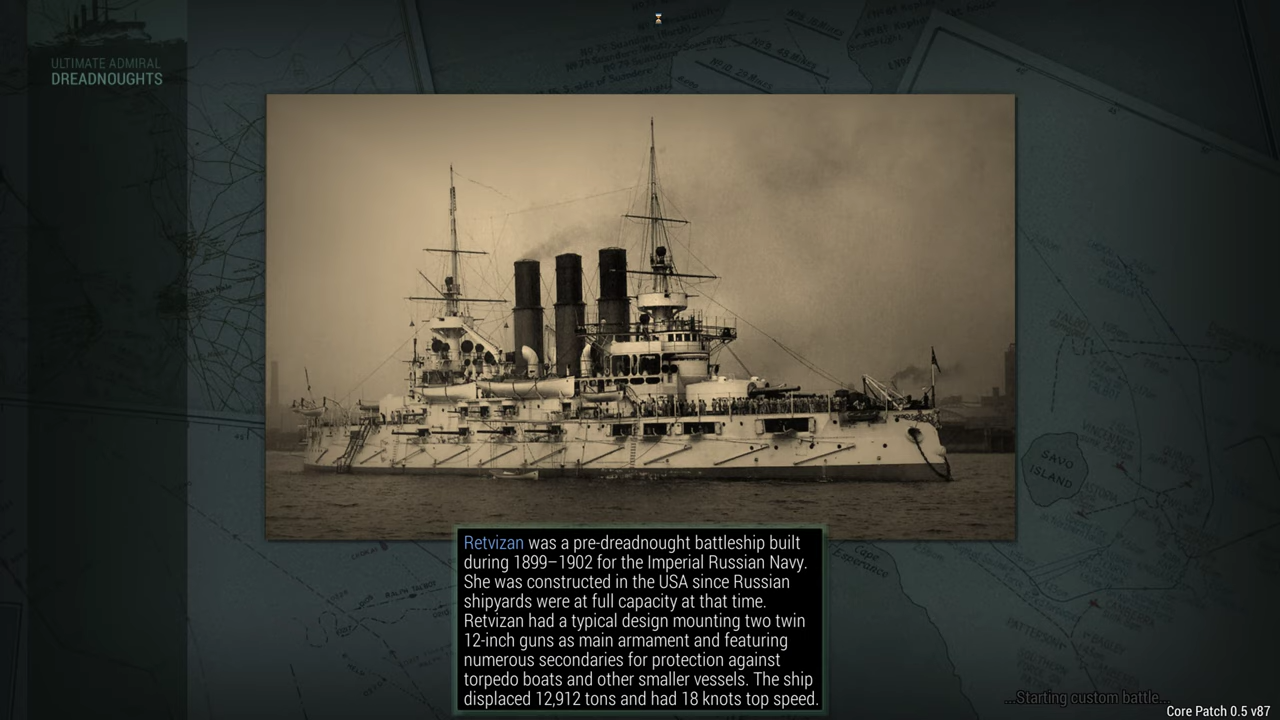 ULTIMATE ADMIRAL
DREADNOUGHTS
SAVO
ISLAND
Cape
Esperance
Retvizan was a pre-dreadnought battleship built
during 1899–1902 for the Imperial Russian Navy.
She was constructed in the USA since Russian
shipyards were at full capacity at that time.
Retvizan had a typical design mounting two twin
12-inch guns as main armament and featuring
numerous secondaries for protection against
torpedo boats and other smaller vessels. The ship
displaced 12,912 tons and had 18 knots top speed.
...Starting custom battle...
Core Patch 0.5 v87